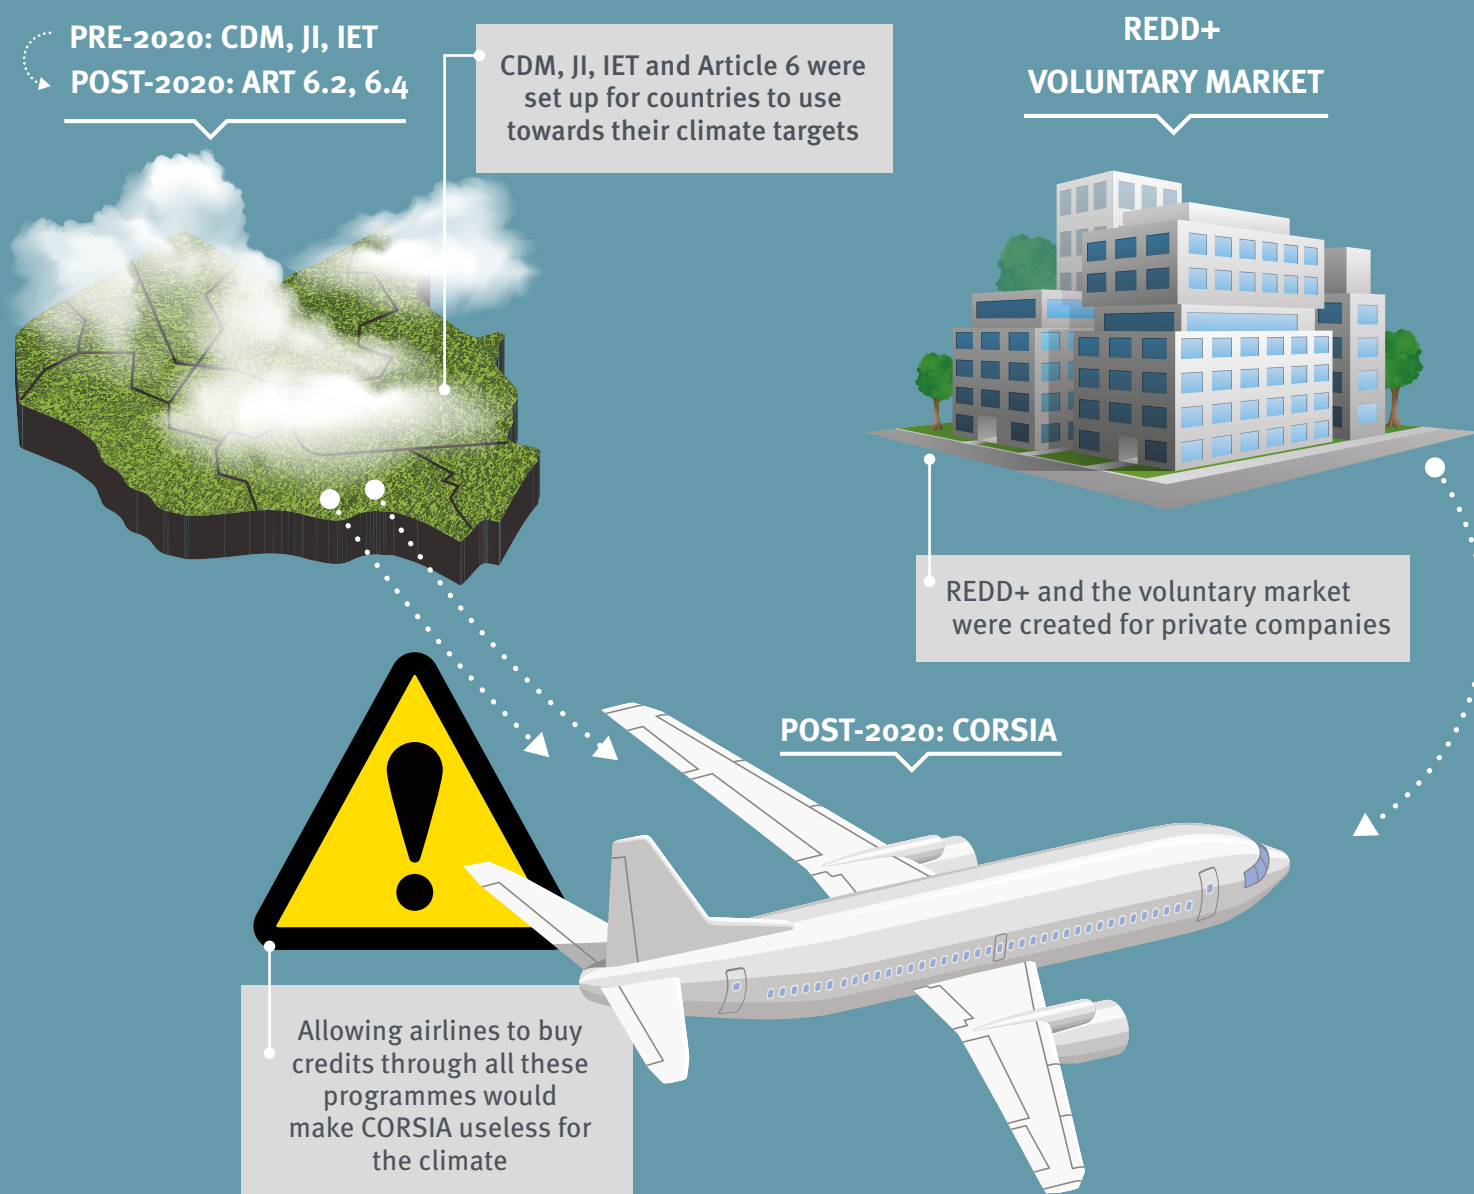 PRE-2020: CDM, JI, IET
POST-2020: ART 6.2, 6.4
CDM, JI, IET and Article 6 were
set up for countries to use
towards their climate targets
REDD+
VOLUNTARY MARKET
REDD+ and the voluntary market
were created for private companies
POST-2020: CORSIA
Allowing airlines to buy
credits through all these
programmes would
make CORSIA useless for
the climate